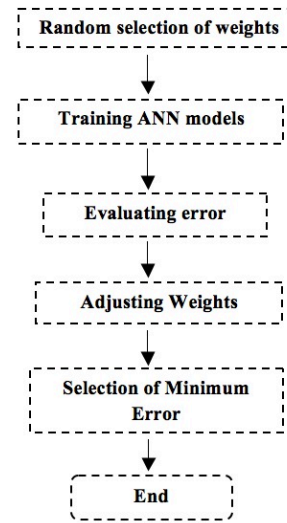 Random selection of weights
Training ANN models
Evaluating error
Adjusting Weights
Selection of Minimum
Error
End